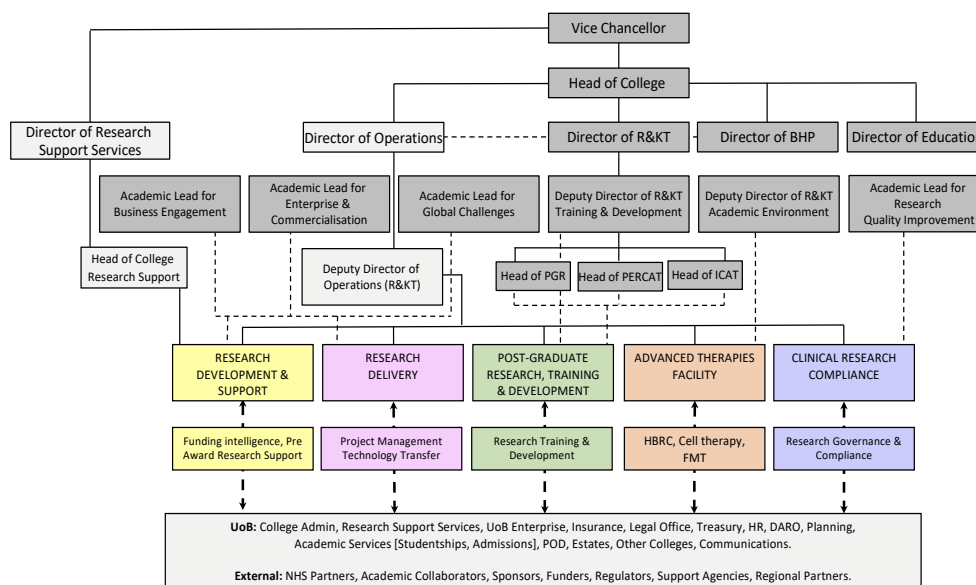 Vice Chancellor
Head of College
Director of Research
Support Services
Director of Operations
Director of R&KT
Director of BHP
Director of Education
Academic Lead for
Business Engagement
Academic Lead for
Enterprise &
Commercialisation
Academic Lead for
Global Challenges
Deputy Director of R&KT
Training & Development
Deputy Director of R&KT
Academic Environment
Academic Lead for
Research
Quality Improvement
Head of College
Research Support
Deputy Director of
Operations (R&KT)
Head of PGR
Head of PERCAT
Head of ICAT
RESEARCH
DEVELOPMENT &
SUPPORT
RESEARCH
DELIVERY
POST-GRADUATE
RESEARCH, TRAINING
& DEVELOPMENT
ADVANCED THERAPIES
FACILITY
CLINICAL RESEARCH
COMPLIANCE
Funding intelligence, Pre
Award Research Support
Project Management
Technology Transfer
Research Training &
Development
HBRC, Cell therapy,
FMT
Research Governance &
Compliance
UoB: College Admin, Research Support Services, UoB Enterprise, Insurance, Legal Office, Treasury, HR, DARO, Planning,
Academic Services [Studentships, Admissions], POD, Estates, Other Colleges, Communications.
External: NHS Partners, Academic Collaborators, Sponsors, Funders, Regulators, Support Agencies, Regional Partners.